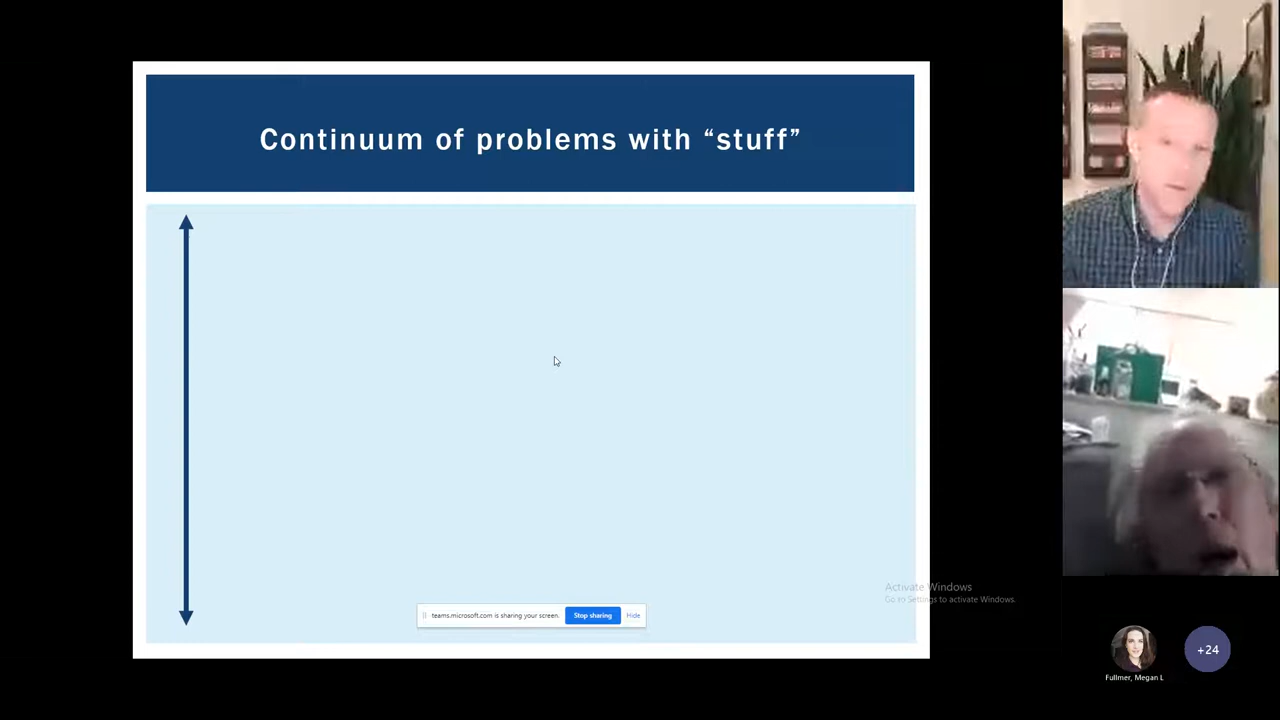 Continuum of problems with “stuff”
Activate Windows
Go to Settings to activate Windows.
teams.microsoft.com is sharing your screen.
Stop sharing
Hide
+24
Fullmer, Megan L